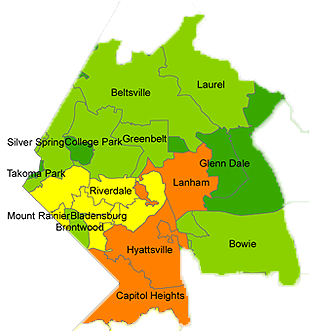 Laurel
Beltsville
Silver Spring College Park Greenbelt
Glenn Dale
Takoma Park
Riverdale Lanham
Mount Rainier Bladensburg
Brentwood
Hyattsville Bowie
Capitol Heights